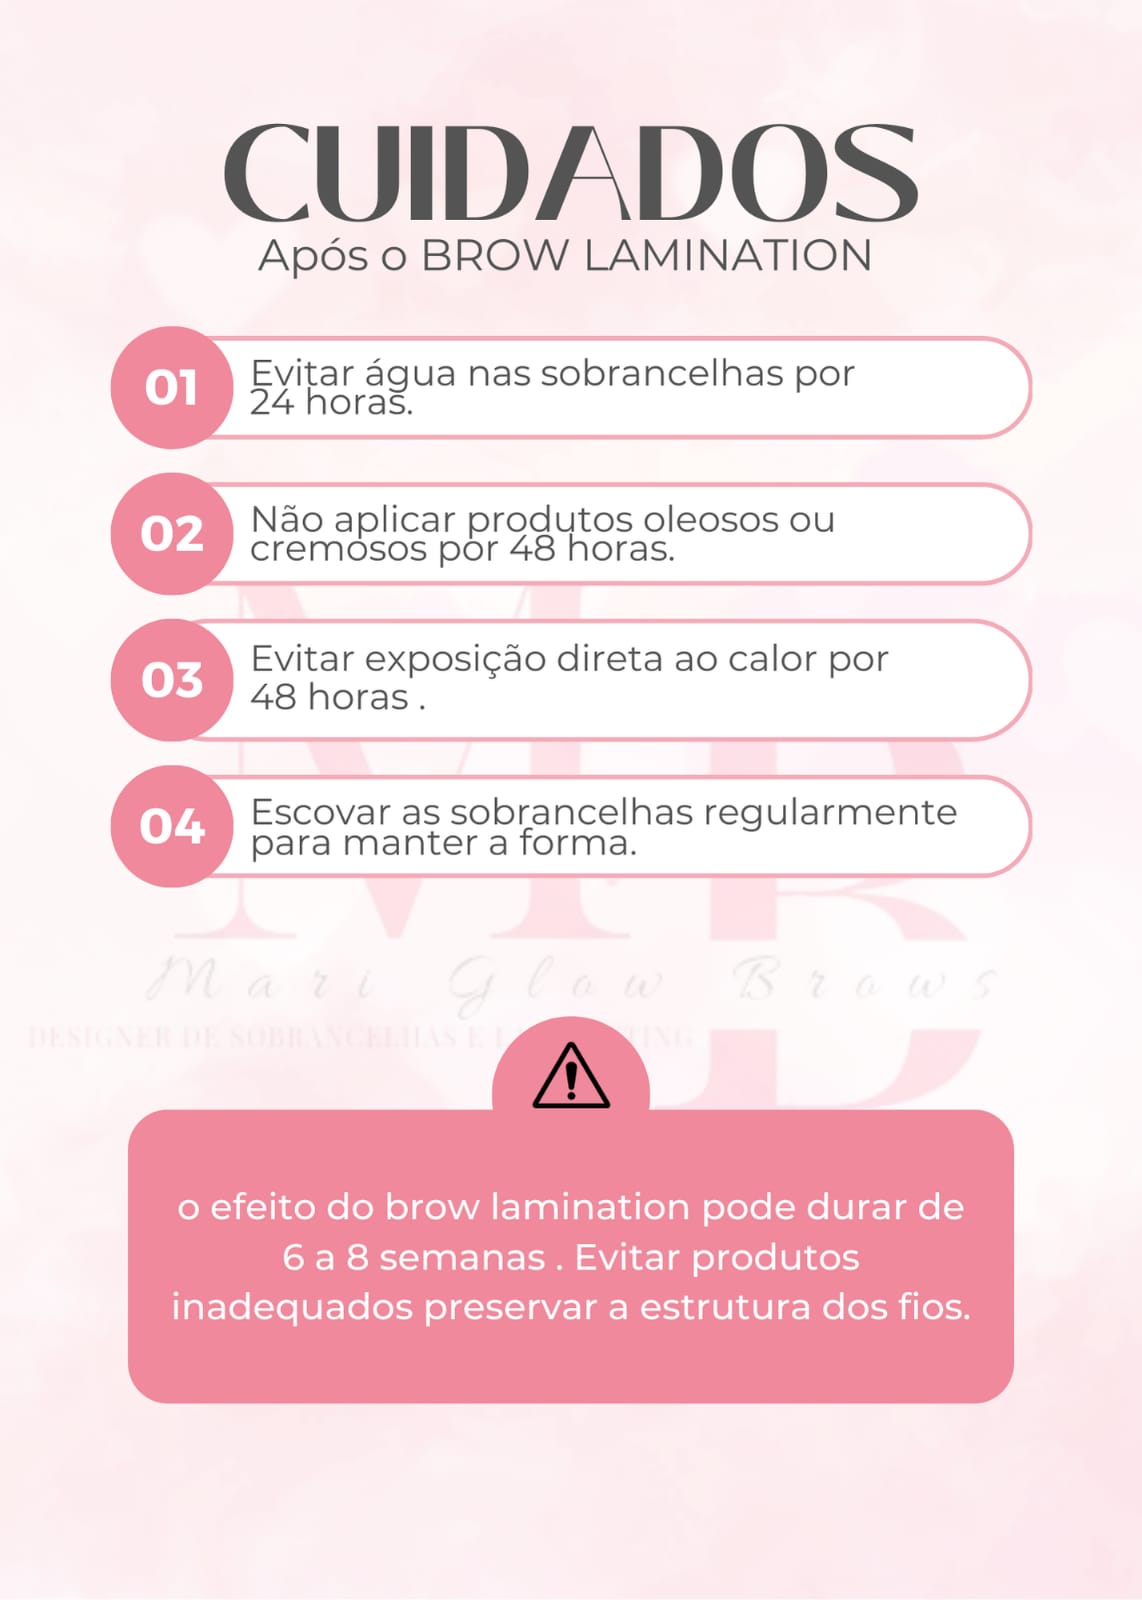 CUIDADOS
Após o BROW LAMINATION
01
Evitar água nas sobrancelhas por
24 horas.
02
Não aplicar produtos oleosos ou
cremosos por 48 horas.
03
Evitar exposição direta ao calor por
48 horas .
04
Escovar as sobrancelhas regularmente
para manter a forma.
Mari Glow Brows
DESIGNER DE SOBRANCELHAS E
o efeito do brow lamination pode durar de
6 a 8 semanas . Evitar produtos
inadequados preservar a estrutura dos fios.